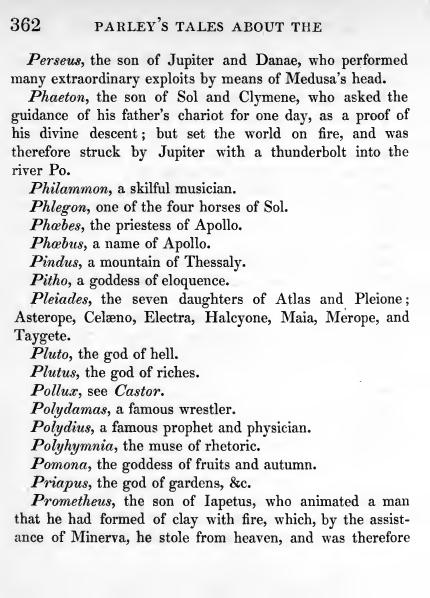 362 PARLEY'S TALES ABOUT THE
Perseus, the son of Jupiter and Danae, who performed
many extraordinary exploits by means of Medusa's head.
Phaeton, the son of Sol and Clymene, who asked the
guidance of his father's chariot for one day, as a proof of
his divine descent; but set the world on fire, and was
therefore struck by Jupiter with a thunderbolt into the
river Po.
Philammon, a skilful musician.
Phlegon, one of the four horses of Sol.
Phœbes, the priestess of Apollo.
Phœbus, a name of Apollo.
Pindus, a mountain of Thessaly.
Pitho, a goddess of eloquence.
Pleiades, the seven daughters of Atlas and Pleione;
Asterope, Celæno, Electra, Halcyone, Maia, Merope, and
Taygete.
Pluto, the god of hell.
Plutus, the god of riches.
Pollux, see Castor.
Polydamas, a famous wrestler.
Polydius, a famous prophet and physician.
Polyhymnia, the muse of rhetoric.
Pomona, the goddess of fruits and autumn.
Priapus, the god of gardens, &c.
Prometheus, the son of Iapetus, who animated a man
that he had formed of clay with fire, which, by the assist-
ance of Minerva, he stole from heaven, and was therefore